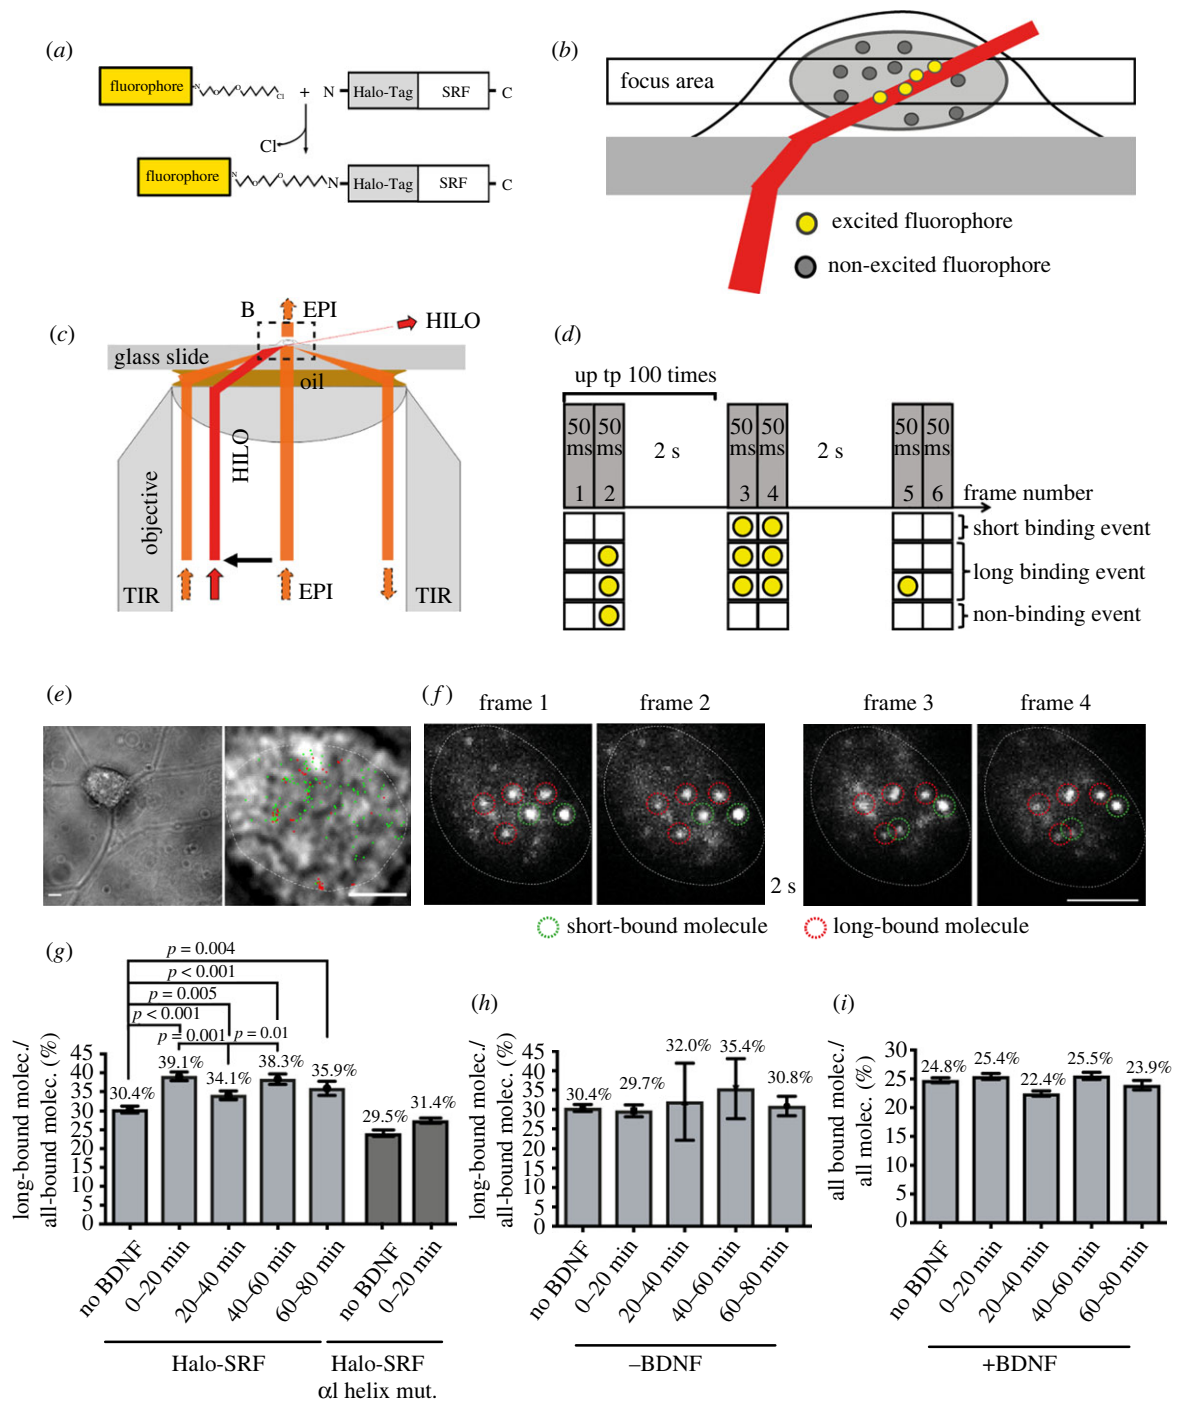 (a)
fluorophore
N
O
O
Cl
+
N
Halo-Tag
SRF
C
Cl
fluorophore
N
O
O
N
Halo-Tag
SRF
C
(b)
focus area
excited fluorophore
non-excited fluorophore
(c)
B
EPI
HILO
glass slide
oil
HILO
objective
TIR
EPI
TIR
(d)
up tp 100 times
50 ms 50 ms 2 s 50 ms 50 ms 2 s 50 ms 50 ms
1 2 3 4 5 6 frame number
short binding event
long binding event
non-binding event
(e)
(f)
frame 1 frame 2 frame 3 frame 4
2 s
short-bound molecule long-bound molecule
(g)
p = 0.004
p < 0.001
p = 0.005
p < 0.001
p = 0.001 p = 0.01
long-bound molec./
all-bound molec. (%)
45
40
35
30
25
20
15
10
5
0
30.4% 39.1% 34.1% 38.3% 35.9% 29.5% 31.4%
no BDNF 0–20 min 20–40 min 40–60 min 60–80 min no BDNF 0–20 min
Halo-SRF
Halo-SRF
αl helix mut.
(h)
long-bound molec./
all-bound molec. (%)
45
40
35
30
25
20
15
10
5
0
30.4% 29.7% 32.0% 35.4% 30.8%
no BDNF 0–20 min 20–40 min 40–60 min 60–80 min
–BDNF
(i)
all bound molec./
all molec. (%)
30
25
20
15
10
5
0
24.8% 25.4% 22.4% 25.5% 23.9%
no BDNF 0–20 min 20–40 min 40–60 min 60–80 min
+BDNF